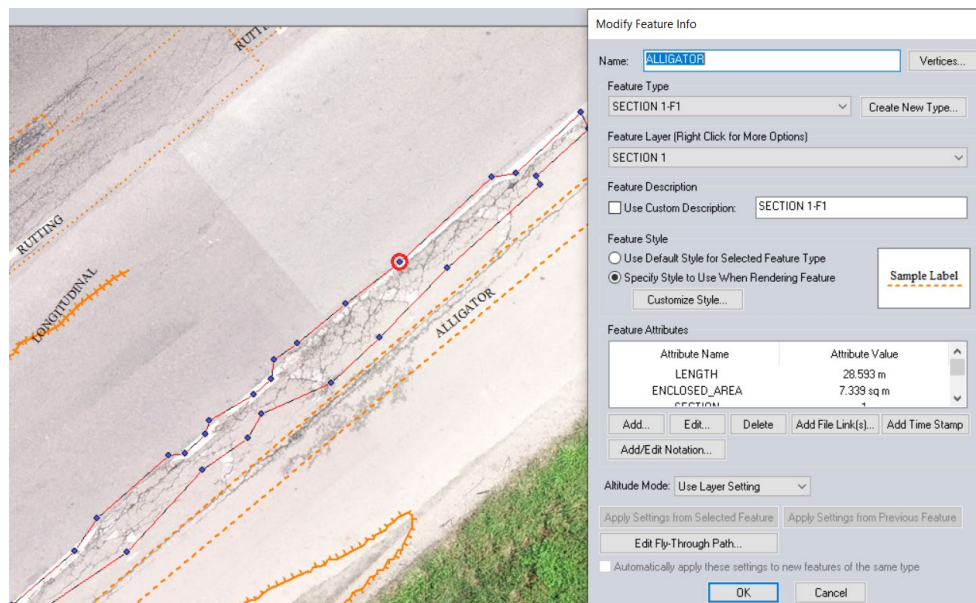 RUTTI
RUTTING
LONGITUDINAL
ALLIGATOR
Modify Feature Info
Name: ALLIGATOR Vertices...
Feature Type
SECTION 1-F1 Create New Type...
Feature Layer (Right Click for More Options)
SECTION 1
Feature Description
Use Custom Description: SECTION 1-F1
Feature Style
Use Default Style for Selected Feature Type
Specify Style to Use When Rendering Feature
Sample Label
Customize Style...
Feature Attributes
Attribute Name Attribute Value
LENGTH 28.593 m
ENCLOSED_AREA 7.339 sq m
SECTION 1
Add... Edit... Delete Add File Link(s)... Add Time Stamp
Add/Edit Notation...
Altitude Mode: Use Layer Setting
Apply Settings from Selected Feature Apply Settings from Previous Feature
Edit Fly-Through Path...
Automatically apply these settings to new features of the same type
OK Cancel